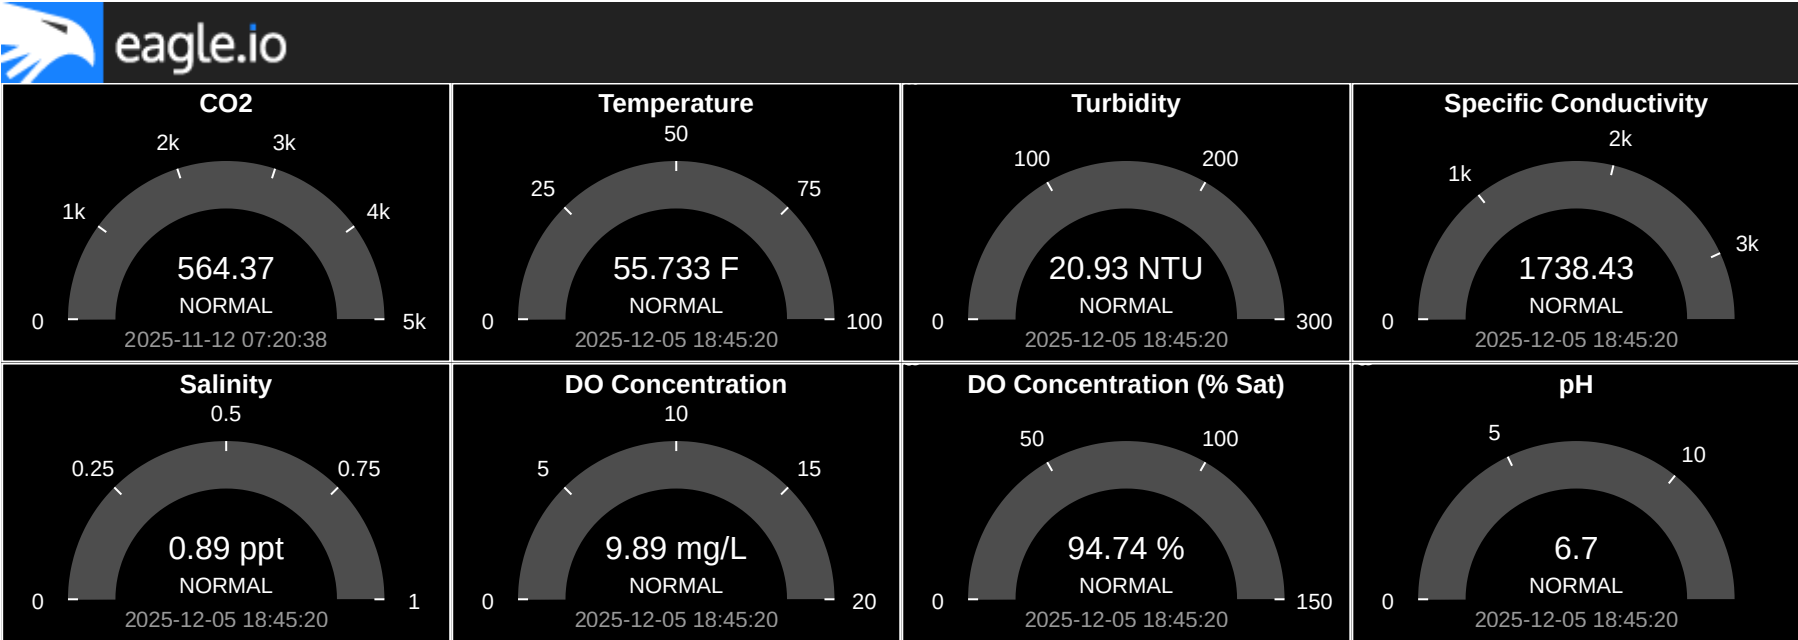 eagle.io
CO2
2k
3k
1k
4k
564.37
NORMAL
0
5k
2025-11-12 07:20:38
Temperature
50
25
75
55.733 F
NORMAL
0
100
2025-12-05 18:45:20
Turbidity
100
200
20.93 NTU
NORMAL
0
300
2025-12-05 18:45:20
Specific Conductivity
2k
1k
3k
1738.43
NORMAL
0
2025-12-05 18:45:20
Salinity
0.5
0.25
0.75
0.89 ppt
NORMAL
0
1
2025-12-05 18:45:20
DO Concentration
10
5
15
9.89 mg/L
NORMAL
0
20
2025-12-05 18:45:20
DO Concentration (% Sat)
50
100
94.74 %
NORMAL
0
150
2025-12-05 18:45:20
pH
5
10
6.7
NORMAL
0
2025-12-05 18:45:20